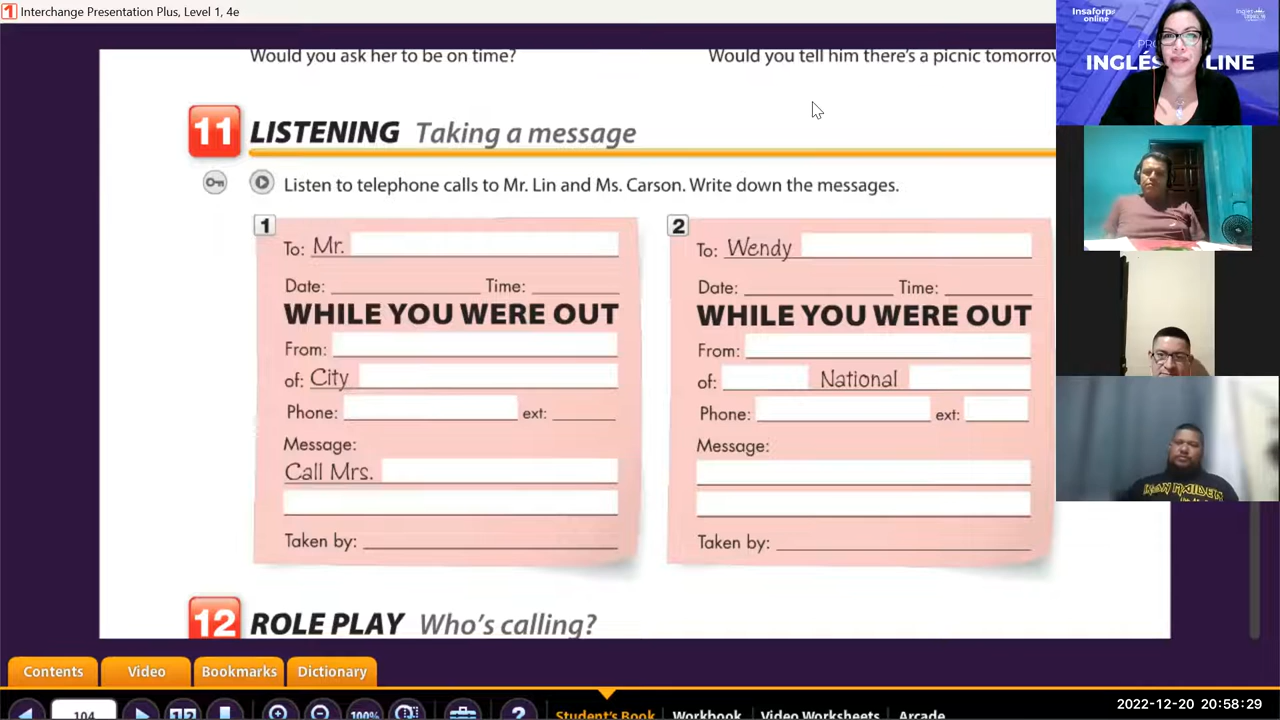 Interchange Presentation Plus, Level 1, 4e
Insaforp online
INGLÉS LINE
Would you ask her to be on time?
Would you tell him there's a picnic tomorrow
11 LISTENING Taking a message
Listen to telephone calls to Mr. Lin and Ms. Carson. Write down the messages.
1
To: Mr.
Date: Time:
WHILE YOU WERE OUT
From:
of: City
Phone: ext:
Message:
Call Mrs.
Taken by:
2
To: Wendy
Date: Time:
WHILE YOU WERE OUT
From:
of: National
Phone: ext:
Message:
Taken by:
IRON MAIDEN
12 ROLE PLAY Who's calling?
Contents Video Bookmarks Dictionary
104 100% ? Student's Book Workbook Video Worksheets Arcade
2022-12-20 20:58:29